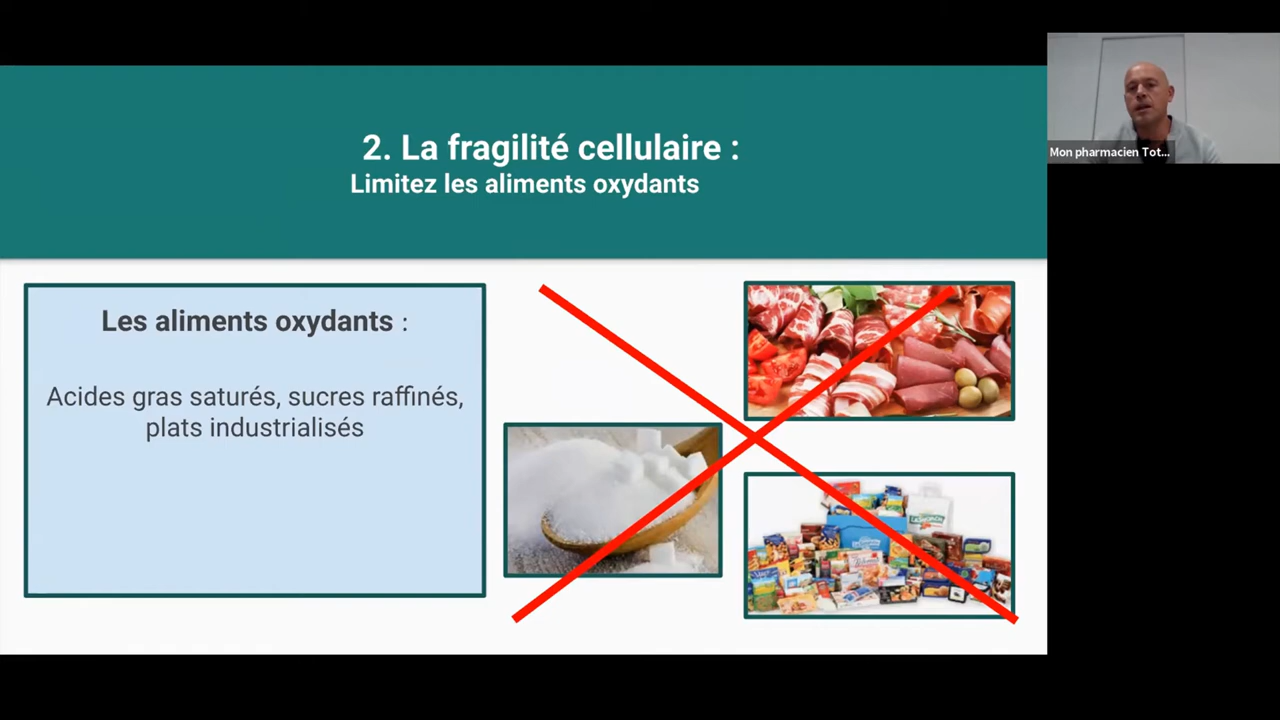 2. La fragilité cellulaire :
Limitez les aliments oxydants
Mon pharmacien Tot...
Les aliments oxydants :
Acides gras saturés, sucres raffinés,
plats industrialisés